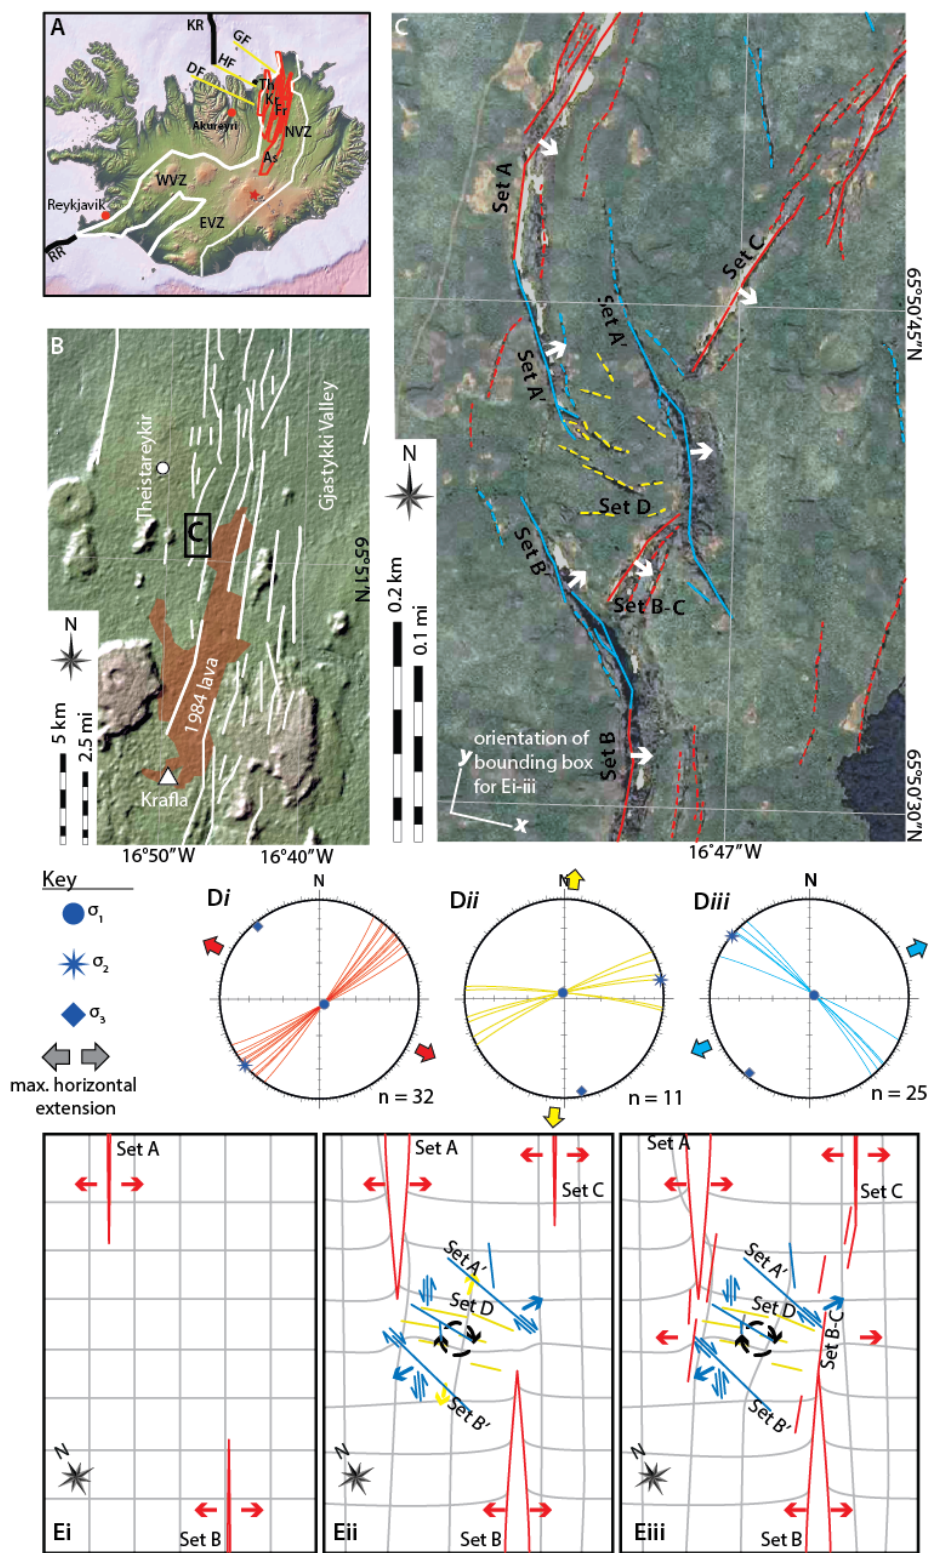 A
KR
GF
HF
DF
Th
Kr
Fr
Akureyri
NVZ
As
WVZ
Reykjavik
EVZ
RR
B
Theistareykir
Gjastykki Valley
C
65°51'N
N
1984 lava
5 km
2.5 mi
Krafla
16°50"W
16°40"W
C
Set A
Set C
65°50'45"N
Set A'
Set A'
N
Set D
Set B'
Set B-C
0.2 km
0.1 mi
Set B
orientation of
bounding box
for Ei-iii
y
x
65°50'30"N
16°47"W
Key
σ1
σ2
σ3
max. horizontal
extension
Di
N
n = 32
Dii
N
n = 11
Diii
N
n = 25
Set A
N
Ei
Set B
Set A
Set C
Set A'
Set D
Set B'
N
Eii
Set B
Set A
Set C
Set A'
Set D
Set B-C
Set B'
N
Eiii
Set B